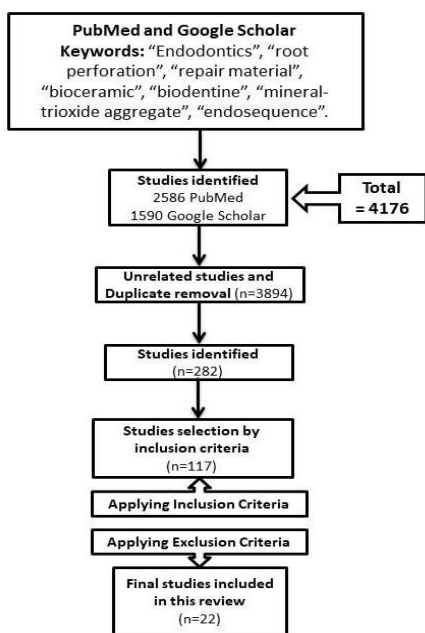 PubMed and Google Scholar
Keywords: “Endodontics”, “root
perforation”, “repair material”,
“bioceramic”, “biodentine”, “mineral-
trioxide aggregate”, “endosequence”.
Studies identified
2586 PubMed
1590 Google Scholar
Total
= 4176
Unrelated studies and
Duplicate removal (n=3894)
Studies identified
(n=282)
Studies selection by
inclusion criteria
(n=117)
Applying Inclusion Criteria
Applying Exclusion Criteria
Final studies included
in this review
(n=22)